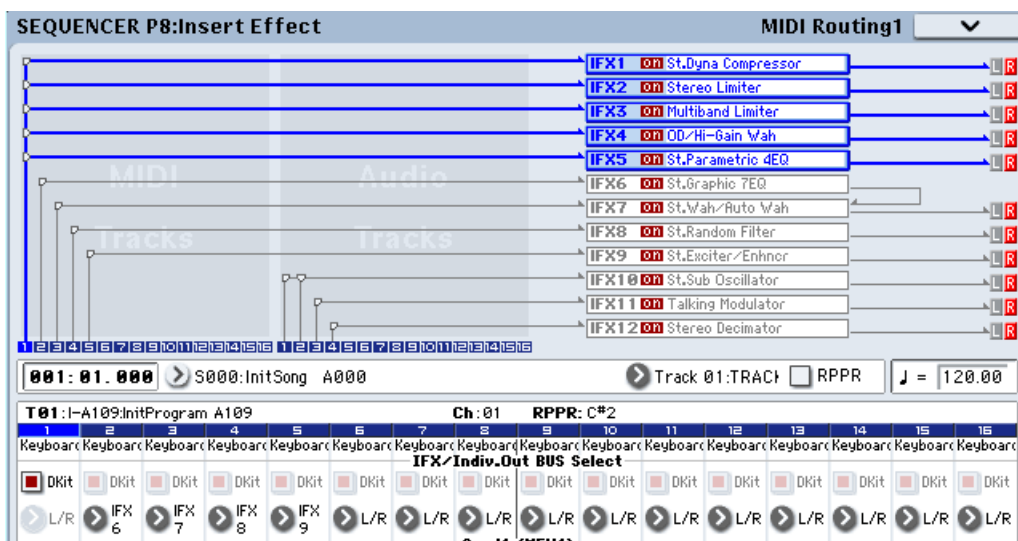 SEQUENCER P8:Insert Effect MIDI Routing1
IFX1 on St.Dyna Compressor L R
IFX2 on Stereo Limiter L R
IFX3 on Multiband Limiter L R
IFX4 on OD/Hi-Gain Wah L R
IFX5 on St.Parametric 4EQ L R
MIDI Audio
IFX6 on St.Graphic 7EQ
IFX7 on St.Wah/Auto Wah L R
Tracks Tracks
IFX8 on St.Random Filter L R
IFX9 on St.Exciter/Enhncr L R
IFX10 on St.Sub Oscillator L R
IFX11 on Talking Modulator L R
IFX12 on Stereo Decimator L R
1 2 3 4 5 6 7 8 9 10 11 12 13 14 15 16 1 2 3 4 5 6 7 8 9 10 11 12 13 14 15 16
001:01.000 S000:InitSong A000 Track 01:TRACK RPPR ♩ = 120.00
T01:I-A109:InitProgram A109 Ch:01 RPPR: C#2
1 2 3 4 5 6 7 8 9 10 11 12 13 14 15 16
Keyboard Keyboard Keyboard Keyboard Keyboard Keyboard Keyboard Keyboard Keyboard Keyboard Keyboard Keyboard Keyboard Keyboard Keyboard Keyboard
IFX/Indiv.Out BUS Select
DKit DKit DKit DKit DKit DKit DKit DKit DKit DKit DKit DKit DKit DKit DKit DKit
L/R IFX 6 IFX 7 IFX 8 IFX 9 L/R L/R L/R L/R L/R L/R L/R L/R L/R L/R L/R